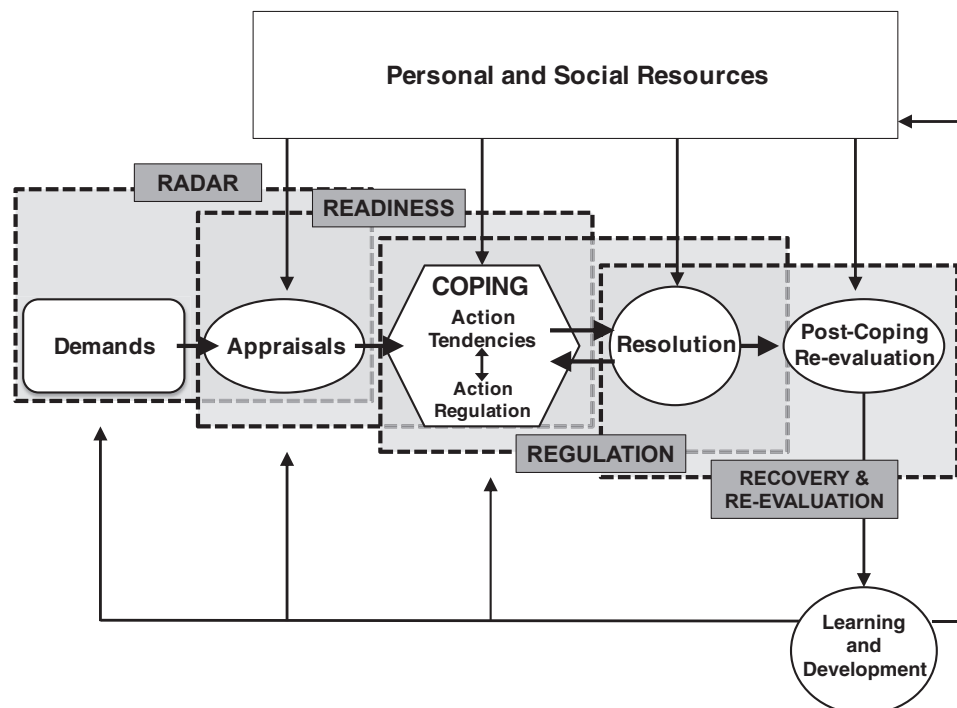 Personal and Social Resources
RADAR
READINESS
COPING
Action
Tendencies
Action
Regulation
Demands
Appraisals
Resolution
Post-Coping
Re-evaluation
REGULATION
RECOVERY &
RE-EVALUATION
Learning
and
Development